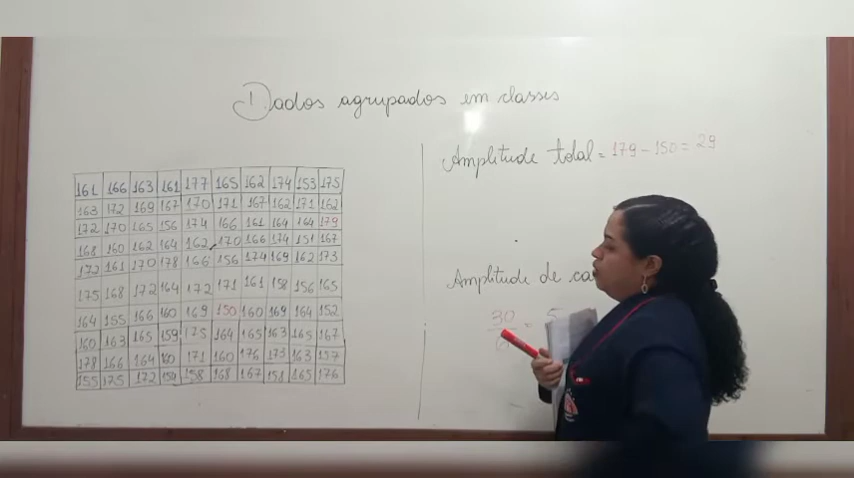 Dados agrupados em classes
161 166 163 161 177 165 162 174 153 175
163 172 169 167 170 171 167 162 171 162
172 170 165 156 174 166 161 164 164 179
168 160 162 164 162 170 166 174 151 167
172 161 170 178 166 156 174 169 162 173
175 168 172 164 172 171 161 158 156 165
164 155 166 160 169 150 160 169 164 152
160 163 165 159 175 164 165 163 165 167
178 166 164 160 171 160 176 173 163 157
155 175 172 158 168 167 158 165 176
Amplitude total = 179 - 150 = 29
Amplitude de
30
=